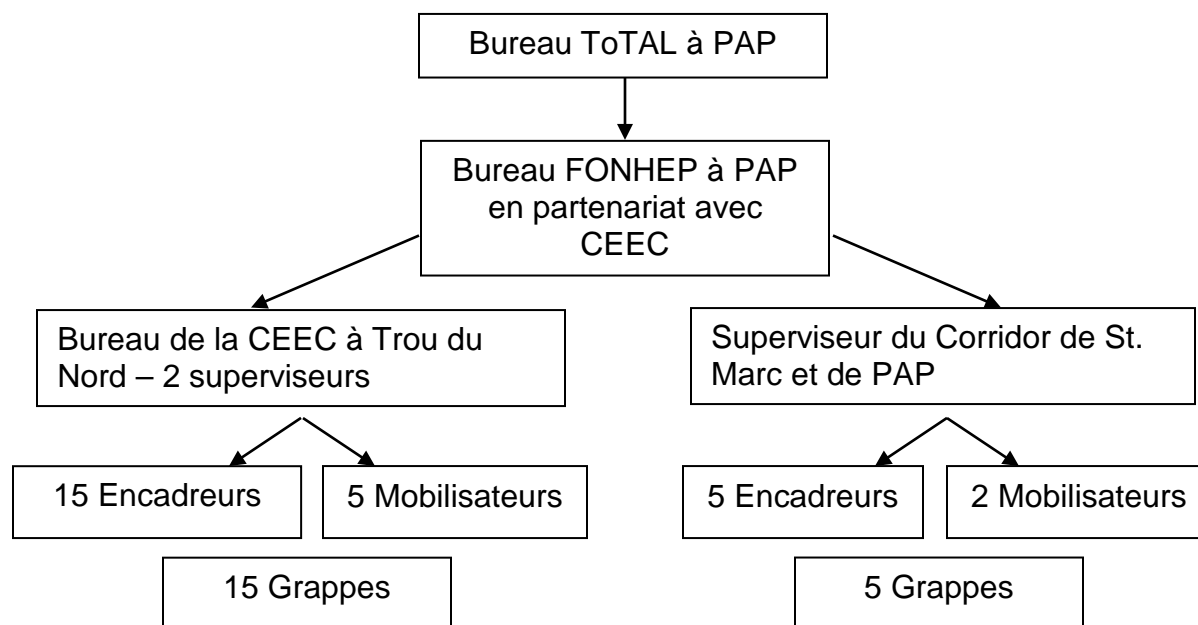 Bureau ToTAL à PAP
Bureau FONHEP à PAP
en partenariat avec
CEEC
Bureau de la CEEC à Trou du
Nord – 2 superviseurs
Superviseur du Corridor de St.
Marc et de PAP
15 Encadreurs
5 Mobilisateurs
5 Encadreurs
2 Mobilisateurs
15 Grappes
5 Grappes